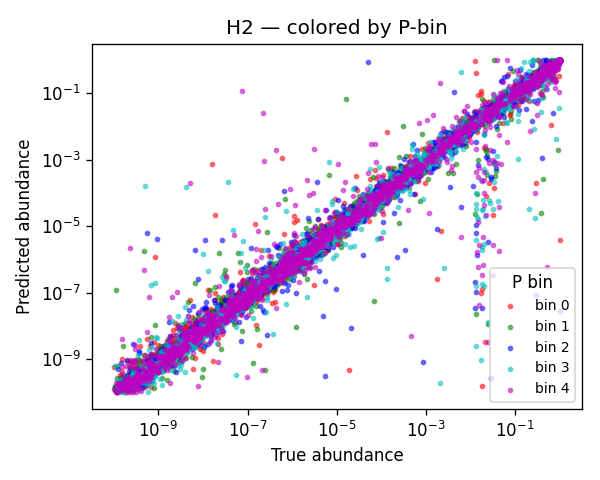 H2 — colored by P-bin
Predicted abundance
10⁻¹
10⁻³
10⁻⁵
10⁻⁷
10⁻⁹
P bin
bin 0
bin 1
bin 2
bin 3
bin 4
10⁻⁹
10⁻⁷
10⁻⁵
10⁻³
10⁻¹
True abundance